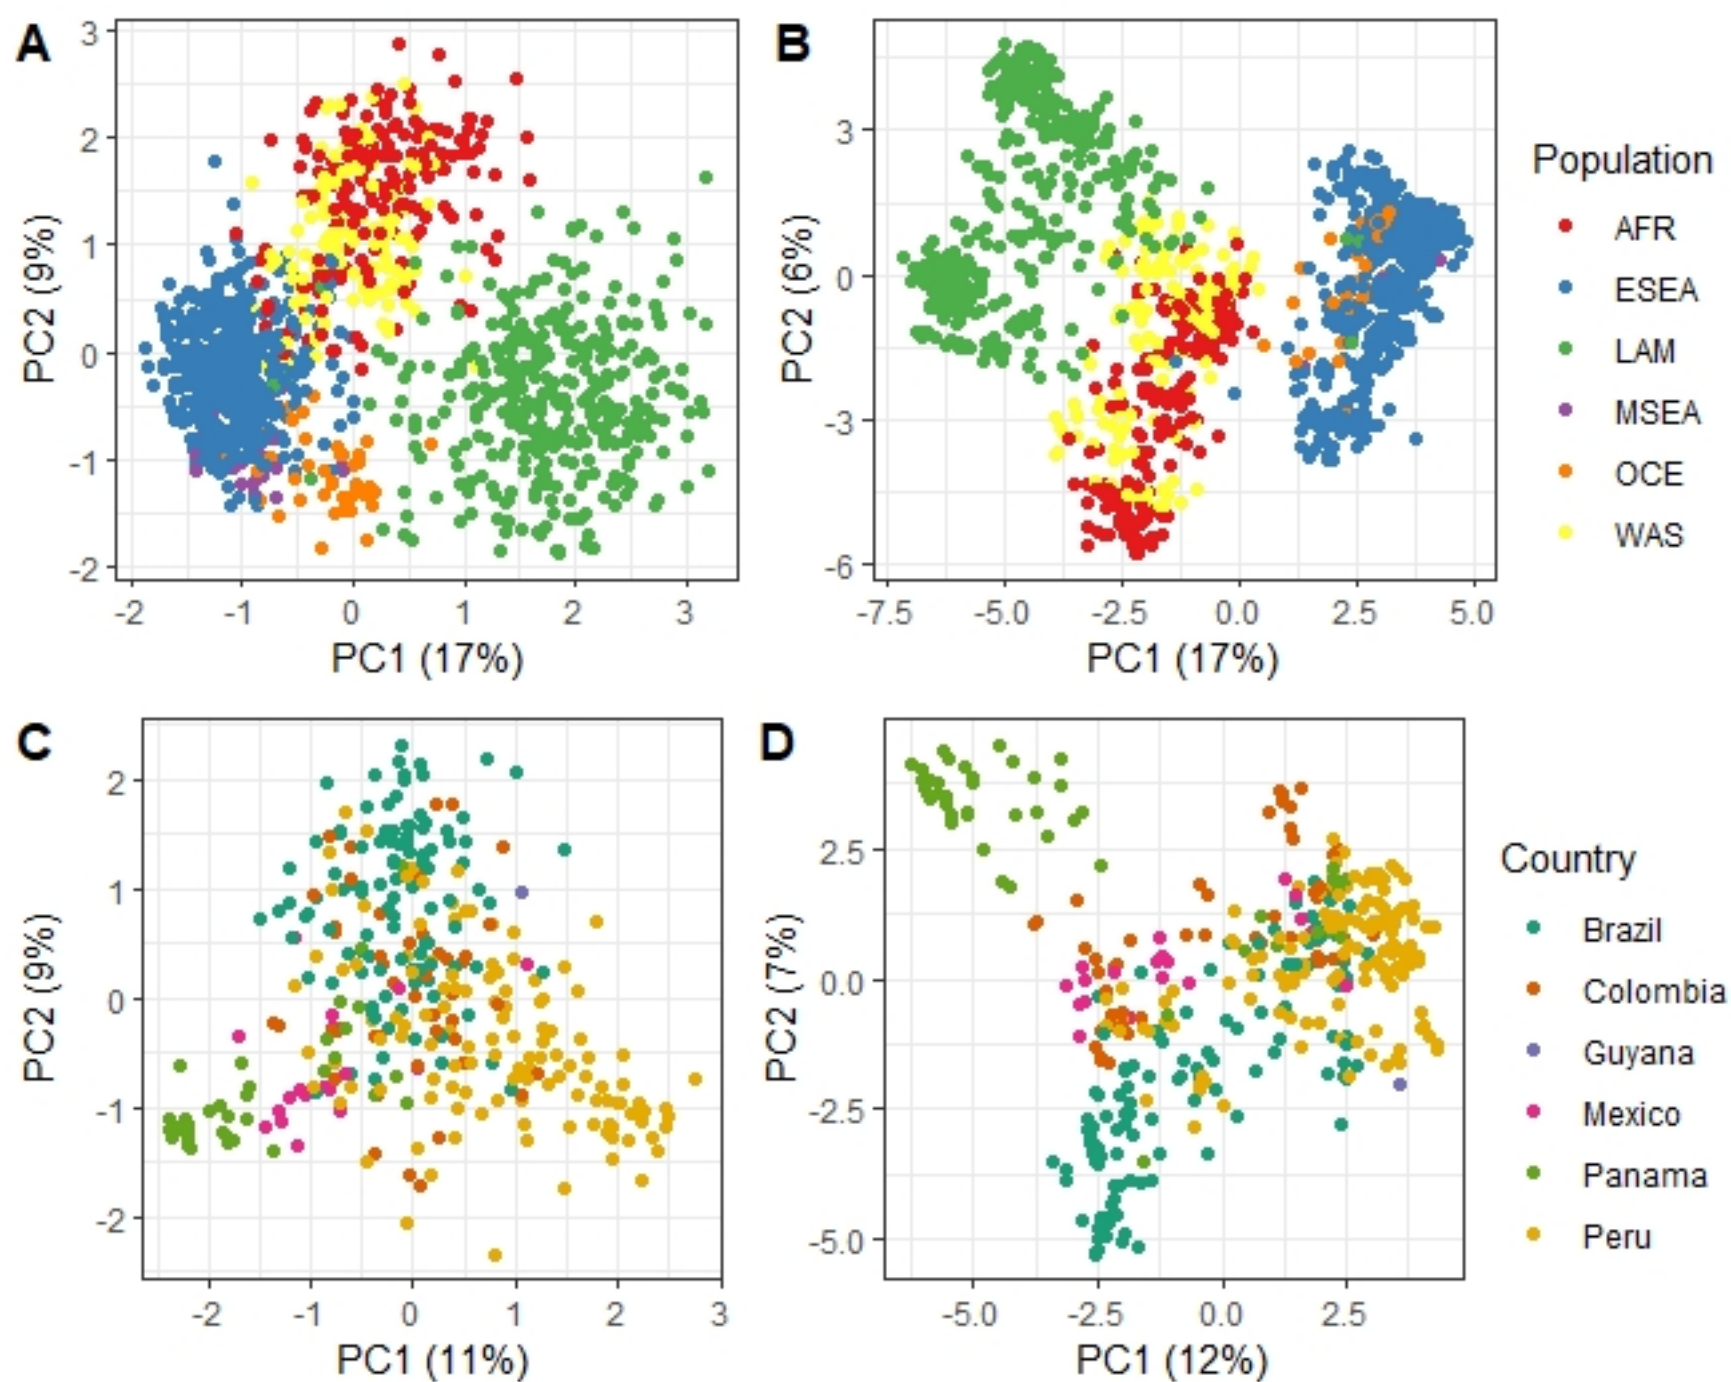 A
3
2
1
0
-1
-2
PC2 (9%)
-2 -1 0 1 2 3
PC1 (17%)
B
3
0
-3
-6
PC2 (6%)
-7.5 -5.0 -2.5 0.0 2.5 5.0
PC1 (17%)
Population
AFR
ESEA
LAM
MSEA
OCE
WAS
C
2
1
0
-1
-2
PC2 (9%)
-2 -1 0 1 2 3
PC1 (11%)
D
2.5
0.0
-2.5
-5.0
PC2 (7%)
-5.0 -2.5 0.0 2.5
PC1 (12%)
Country
Brazil
Colombia
Guyana
Mexico
Panama
Peru